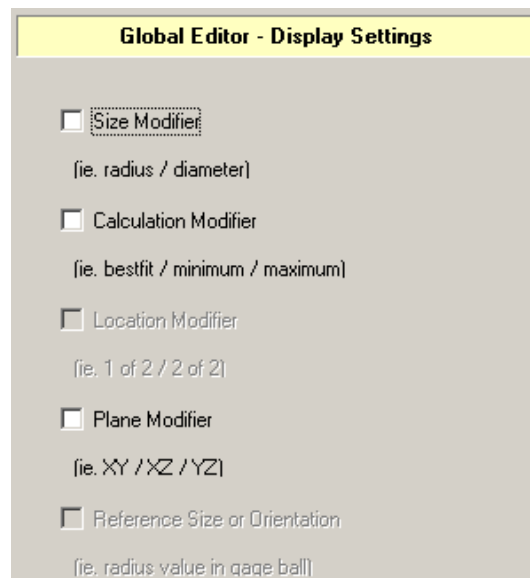 Global Editor - Display Settings
Size Modifier
(ie. radius / diameter)
Calculation Modifier
(ie. bestfit / minimum / maximum)
Location Modifier
(ie. 1 of 2 / 2 of 2)
Plane Modifier
(ie. XY / XZ / YZ)
Reference Size or Orientation
(ie. radius value in gage ball)